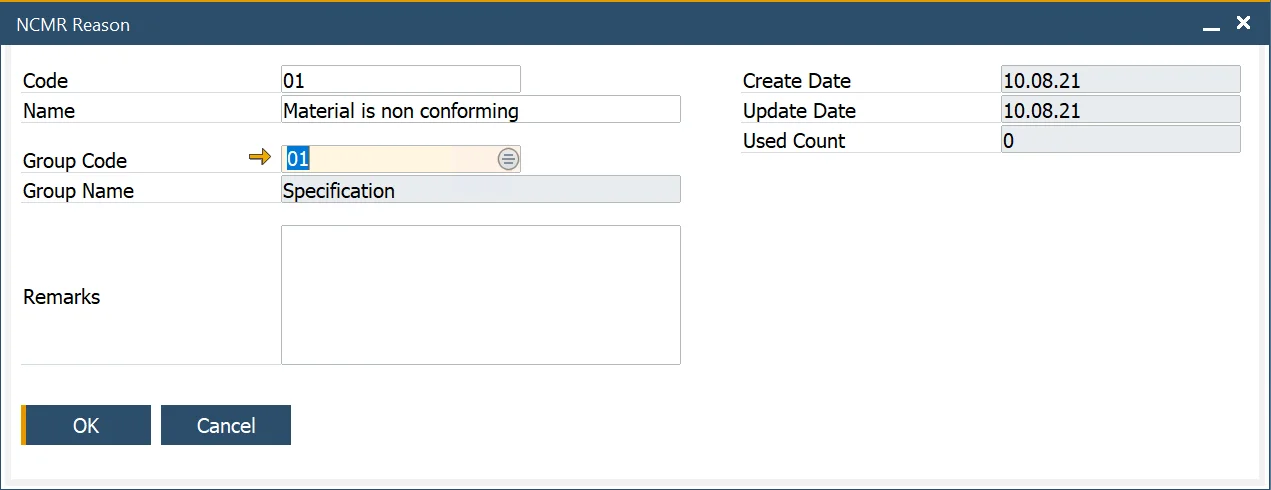 NCMR Reason
Code 01
Name Material is non conforming
Group Code 01
Group Name Specification
Remarks
Create Date 10.08.21
Update Date 10.08.21
Used Count 0
OK Cancel